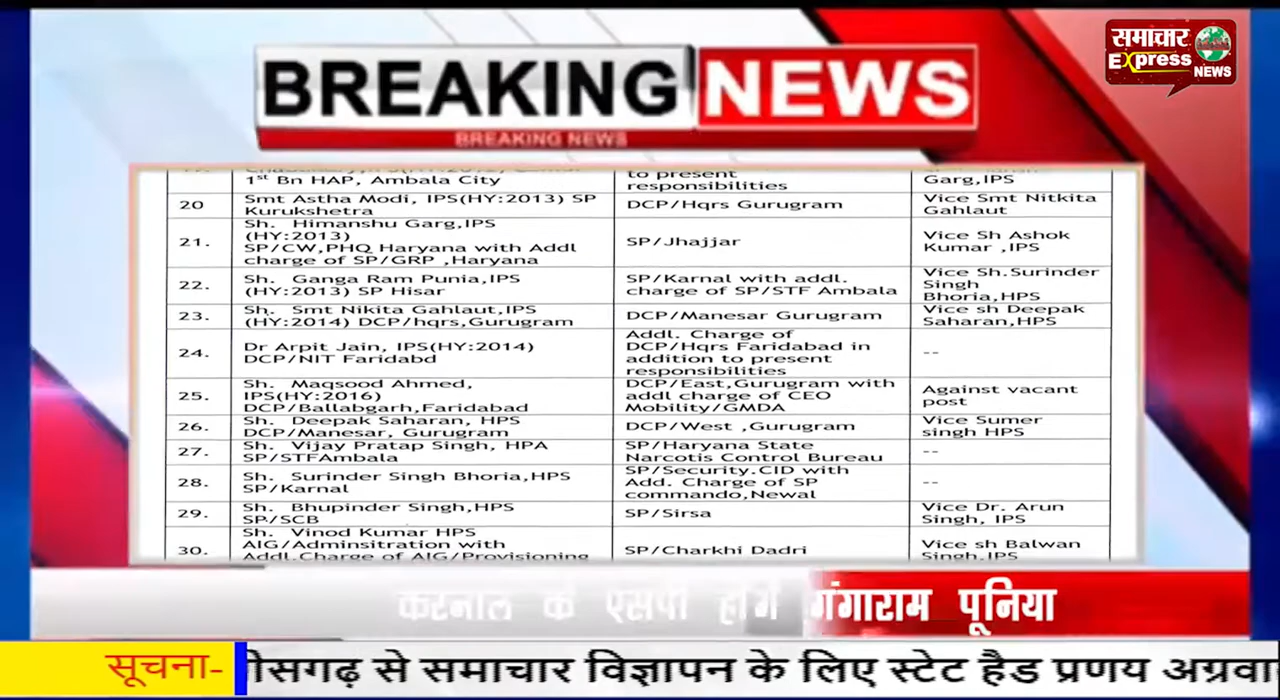 समाचार
Express
NEWS
BREAKING NEWS
BREAKING NEWS
1st Bn HAP, Ambala City
to present
responsibilities
Garg,IPS
20
Smt Astha Modi, IPS(HY:2013) SP
Kurukshetra
DCP/Hqrs Gurugram
Vice Smt Nitkita
Gahlaut
21.
Sh. Himanshu Garg,IPS
(HY:2013)
SP/CW,PHQ Haryana with Addl
charge of SP/GRP ,Haryana
SP/Jhajjar
Vice Sh Ashok
Kumar ,IPS
22.
Sh. Ganga Ram Punia,IPS
(HY:2013) SP Hisar
SP/Karnal with addl.
charge of SP/STF Ambala
Vice Sh.Surinder
Singh
Bhoria,HPS
23.
Sh. Smt Nikita Gahlaut,IPS
(HY:2014) DCP/hqrs,Gurugram
DCP/Manesar Gurugram
Vice sh Deepak
Saharan,HPS
24.
Dr Arpit Jain, IPS(HY:2014)
DCP/NIT Faridabd
Addl. Charge of
DCP/Hqrs Faridabad in
addition to present
responsibilities
--
25.
Sh. Maqsood Ahmed,
IPS(HY:2016)
DCP/Ballabgarh,Faridabad
DCP/East,Gurugram with
addl charge of CEO
Mobility/GMDA
Against vacant
post
26.
Sh. Deepak Saharan, HPS
DCP/Manesar, Gurugram
DCP/West ,Gurugram
Vice Sumer
singh HPS
27.
Sh. Vijay Pratap Singh, HPA
SP/STFAmbala
SP/Haryana State
Narcotis Control Bureau
--
28.
Sh. Surinder Singh Bhoria,HPS
SP/Karnal
SP/Security.CID with
Add. Charge of SP
commando,Newal
--
29.
Sh. Bhupinder Singh,HPS
SP/SCB
SP/Sirsa
Vice Dr. Arun
Singh, IPS
30.
Sh. Vinod Kumar HPS
AIG/Adminsitration with
Addl.Charge of AIG/Provisioning
SP/Charkhi Dadri
Vice sh Balwan
Singh,IPS
करनाल के एसपी होंगे गंगाराम पूनिया
सूचना- ीसगढ़ से समाचार विज्ञापन के लिए स्टेट हैड प्रणय अग्रवा